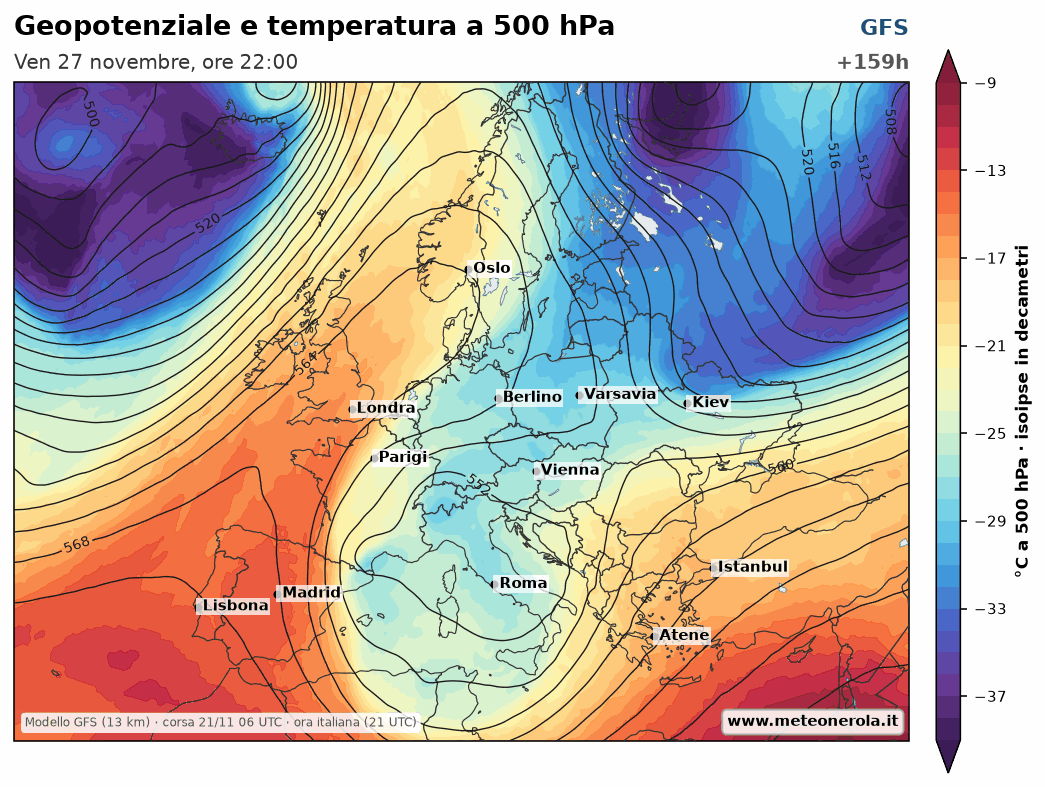 Geopotenziale e temperatura a 500 hPa
GFS
Ven 27 novembre, ore 22:00
+159h
500
520
508
520
516
512
564
560
568
Oslo
Londra
Parigi
Berlino
Varsavia
Kiev
Vienna
Roma
Madrid
Lisbona
Istanbul
Atene
−9
−13
−17
−21
−25
−29
−33
−37
°C a 500 hPa · isoipse in decametri
Modello GFS (13 km) · corsa 21/11 06 UTC · ora italiana (21 UTC)
www.meteonerola.it